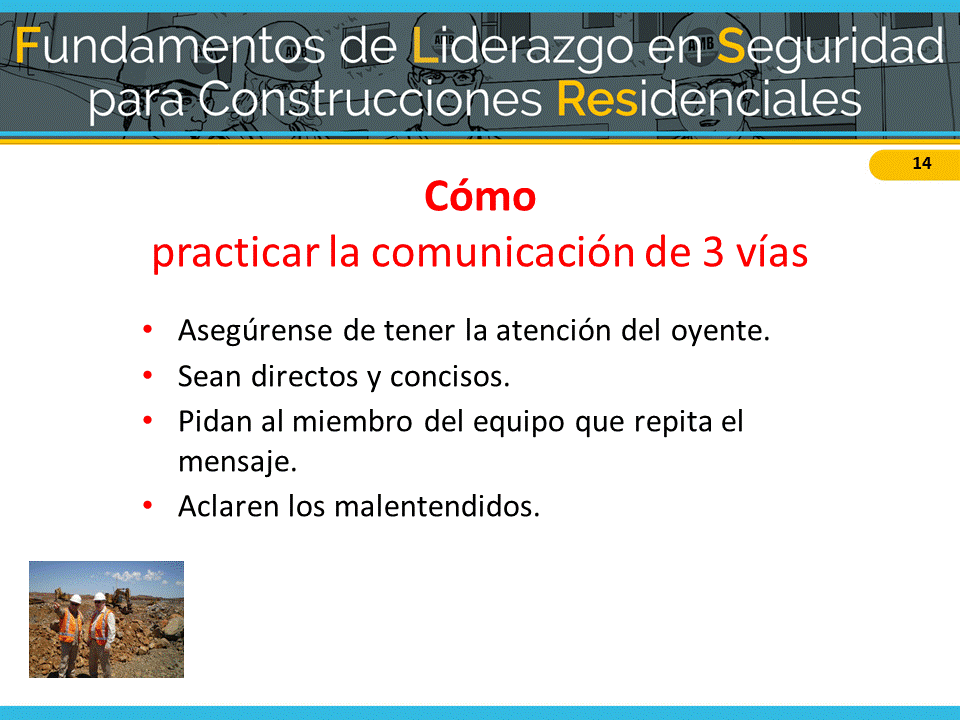 Fundamentos de Liderazgo en Seguridad
para Construcciones Residenciales
14
Cómo
practicar la comunicación de 3 vías
• Asegúrense de tener la atención del oyente.
• Sean directos y concisos.
• Pidan al miembro del equipo que repita el
mensaje.
• Aclaren los malentendidos.
AMB
AMB